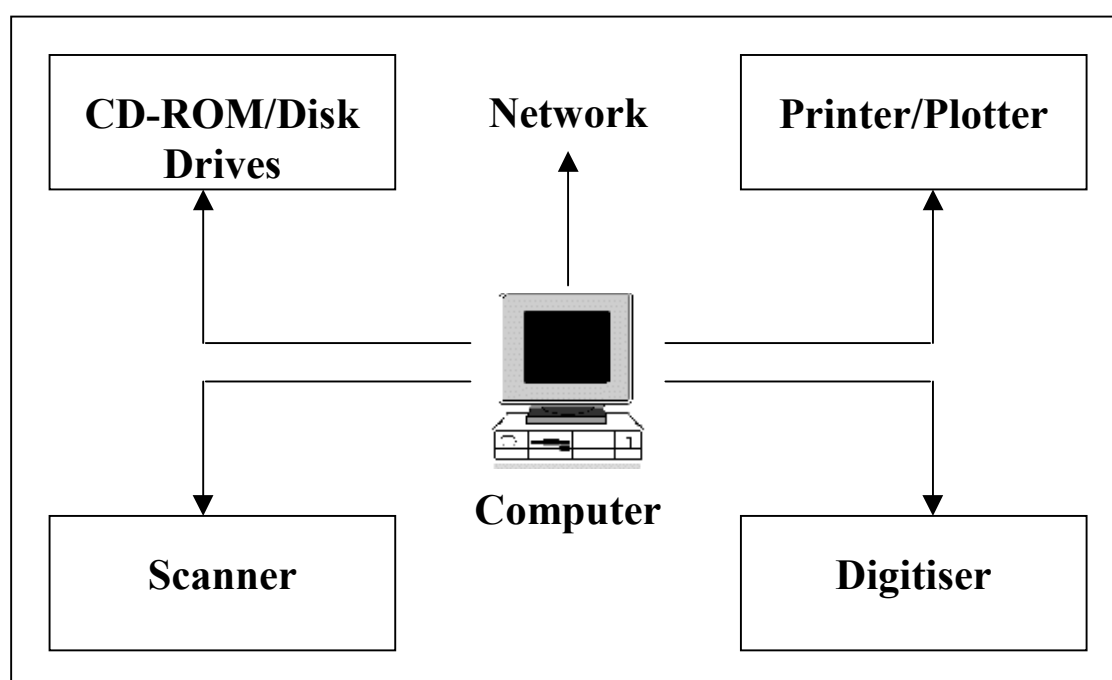 CD-ROM/Disk
Drives
Network
Printer/Plotter
Computer
Scanner
Digitiser